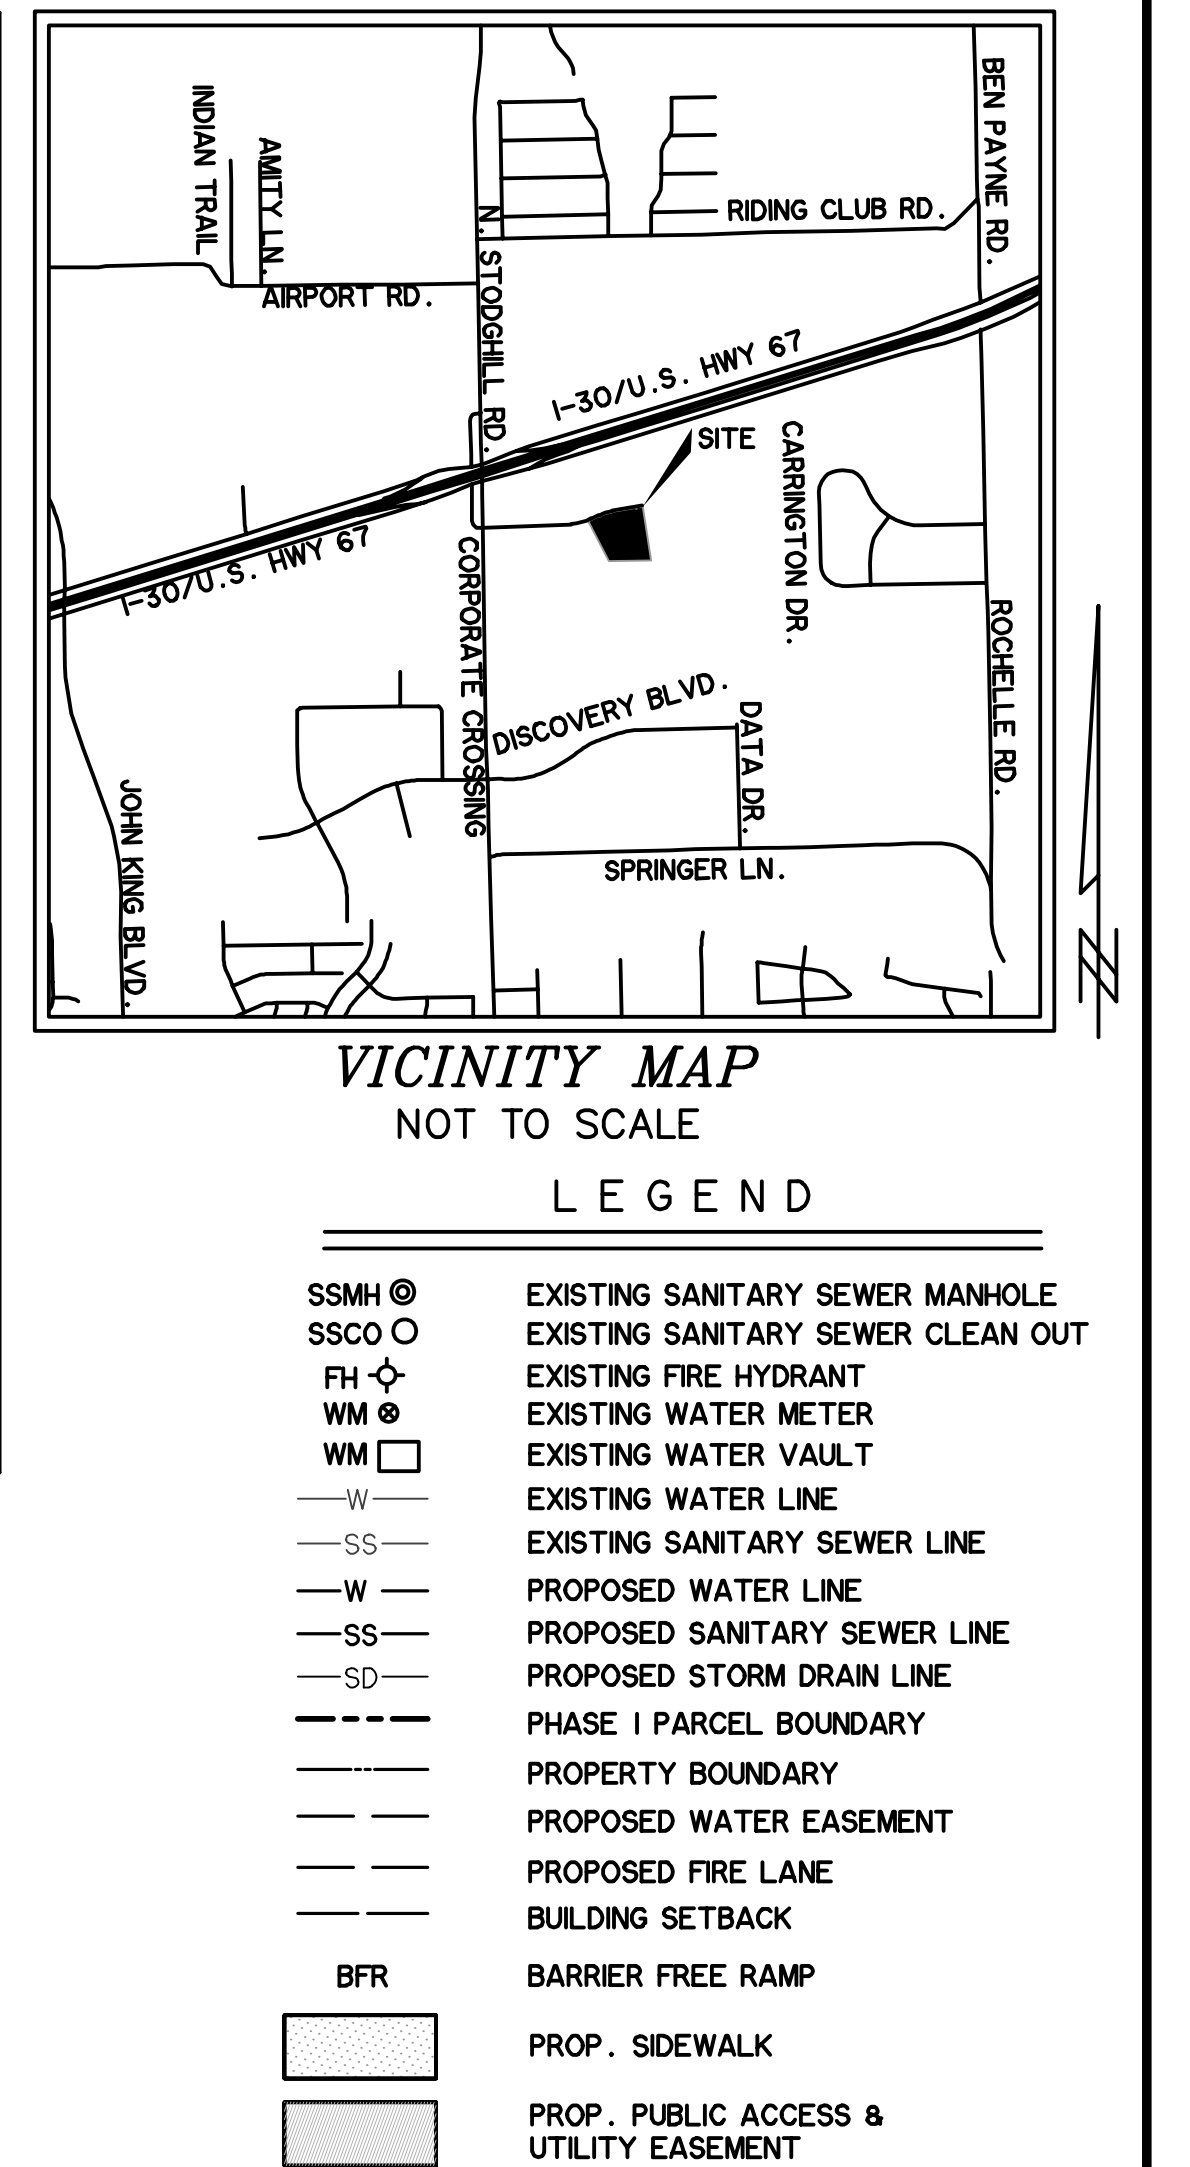 INDIAN TRAIL
AMITY LN.
AIRPORT RD.
N. STODGHILL RD.
RIDING CLUB RD.
BEN PAYNE RD.
I-30/U.S. HWY 67
SITE
CARRINGTON DR.
I-30/U.S. HWY 67
CORPORATE CROSSING
ROCHELLE RD.
DISCOVERY BLVD.
DATA DR.
JOHN KING BLVD.
SPRINGER LN.
N
VICINITY MAP
NOT TO SCALE
LEGEND
SSMH EXISTING SANITARY SEWER MANHOLE
SSCO EXISTING SANITARY SEWER CLEAN OUT
FH EXISTING FIRE HYDRANT
WM EXISTING WATER METER
WM EXISTING WATER VAULT
W EXISTING WATER LINE
SS EXISTING SANITARY SEWER LINE
W PROPOSED WATER LINE
SS PROPOSED SANITARY SEWER LINE
SD PROPOSED STORM DRAIN LINE
PHASE 1 PARCEL BOUNDARY
PROPERTY BOUNDARY
PROPOSED WATER EASEMENT
PROPOSED FIRE LANE
BUILDING SETBACK
BFR BARRIER FREE RAMP
PROP. SIDEWALK
PROP. PUBLIC ACCESS &
UTILITY EASEMENT